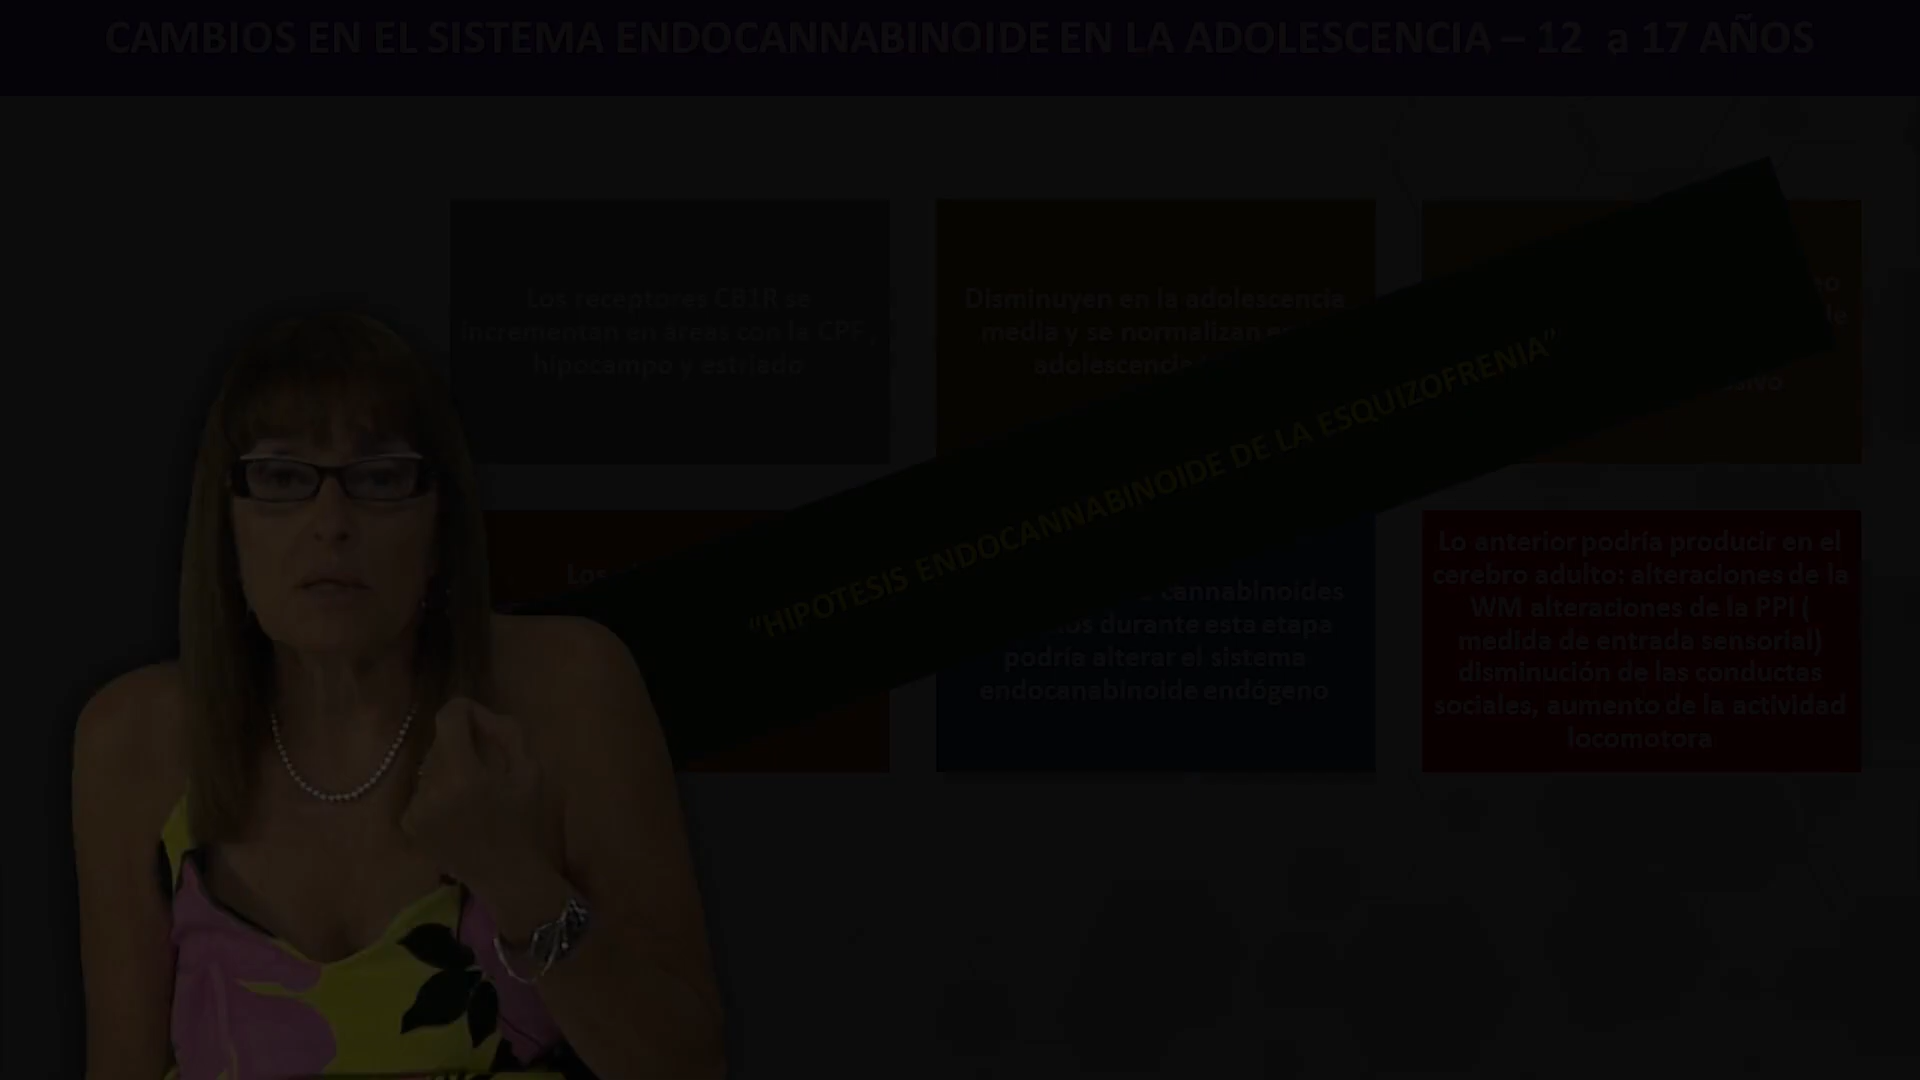 CAMBIOS EN EL SISTEMA ENDOCANNABINOIDE EN LA ADOLESCENCIA – 12 a 17 AÑOS
Los receptores CB1R se
incrementan en áreas con la CPF ,
hipocampo y estriado
Disminuyen en la adolescencia
media y se normalizan
adolescencia
"HIPOTESIS ENDOCANNABINOIDE DE LA ESQUIZOFRENIA"
Los
cannabinoides
durante esta etapa
podría alterar el sistema
endocanabinoide endógeno
Lo anterior podría producir en el
cerebro adulto: alteraciones de la
WM alteraciones de la PPI (
medida de entrada sensorial)
disminución de las conductas
sociales, aumento de la actividad
locomotora